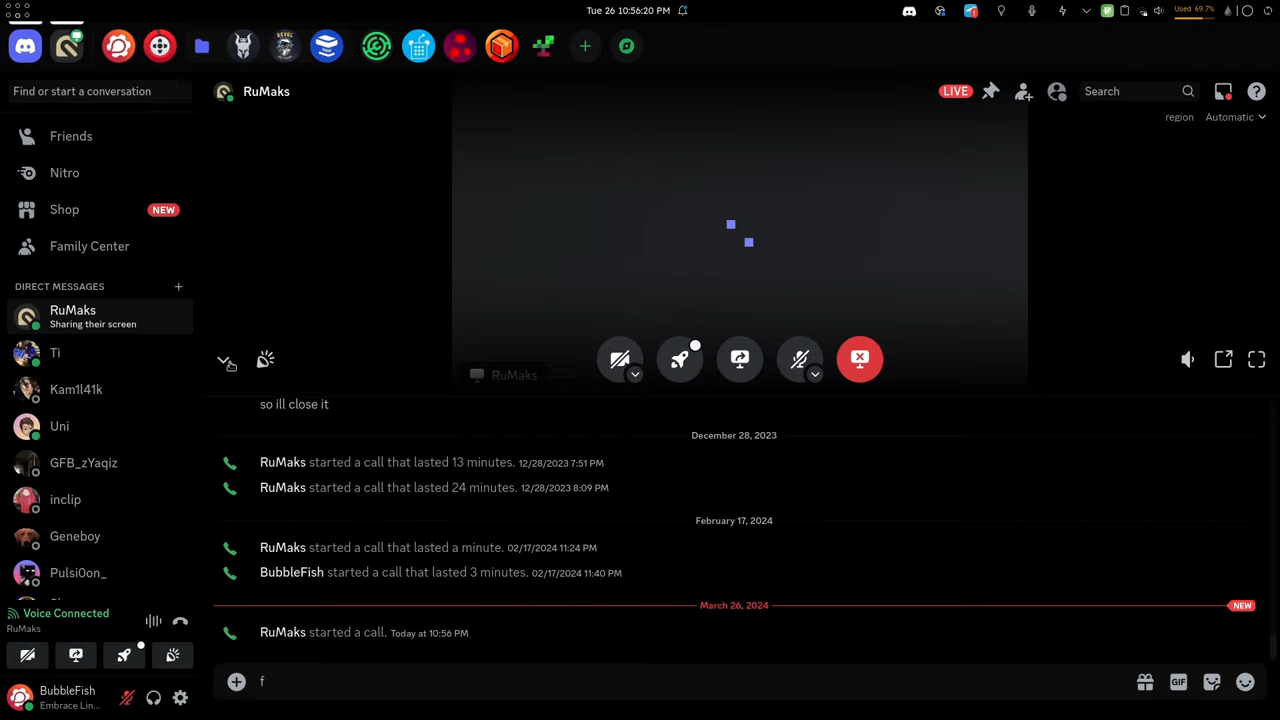 Tue 26 10:56:20 PM
Used 69.7%
Find or start a conversation
RuMaks
LIVE
Search
region
Automatic
Friends
Nitro
Shop
NEW
Family Center
DIRECT MESSAGES
RuMaks
Sharing their screen
Ti
Kam1l41k
Uni
GFB_zYaqiz
inclip
Geneboy
Pulsi0on_
RuMaks
so ill close it
December 28, 2023
RuMaks started a call that lasted 13 minutes. 12/28/2023 7:51 PM
RuMaks started a call that lasted 24 minutes. 12/28/2023 8:09 PM
February 17, 2024
RuMaks started a call that lasted a minute. 02/17/2024 11:24 PM
BubbleFish started a call that lasted 3 minutes. 02/17/2024 11:40 PM
March 26, 2024
NEW
RuMaks started a call. Today at 10:56 PM
Voice Connected
RuMaks
BubbleFish
Embrace Lin...
f
GIF